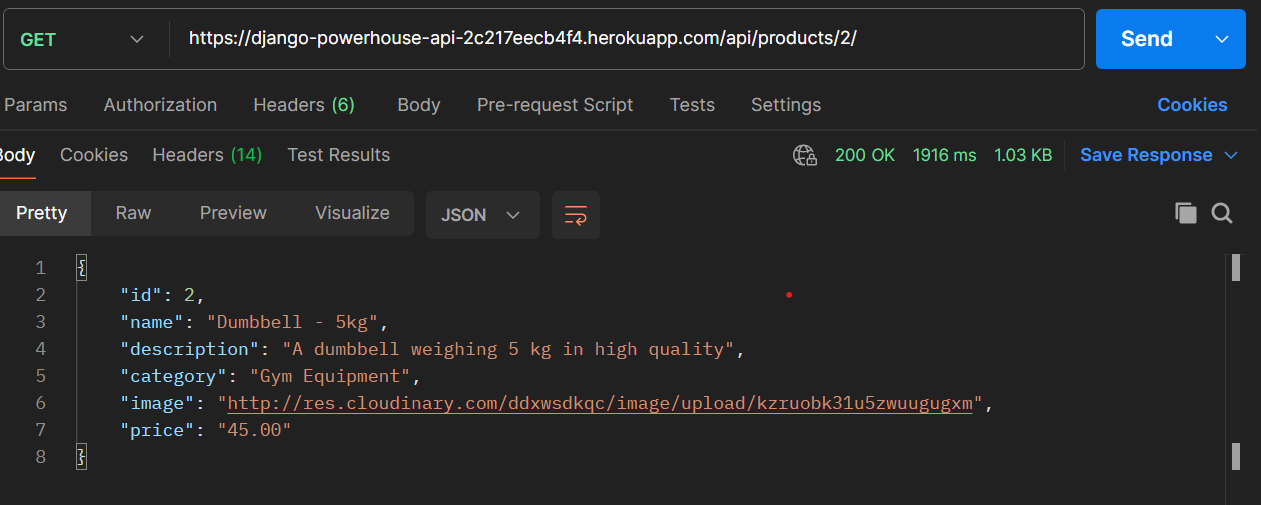 GET https://django-powerhouse-api-2c217eecb4f4.herokuapp.com/api/products/2/ Send
Params Authorization Headers (6) Body Pre-request Script Tests Settings Cookies
Body Cookies Headers (14) Test Results 200 OK 1916 ms 1.03 KB Save Response
Pretty Raw Preview Visualize JSON
1 {
2 "id": 2,
3 "name": "Dumbbell - 5kg",
4 "description": "A dumbbell weighing 5 kg in high quality",
5 "category": "Gym Equipment",
6 "image": "http://res.cloudinary.com/ddxwsdkqc/image/upload/kzruobk31u5zwuugugxm",
7 "price": "45.00"
8 }